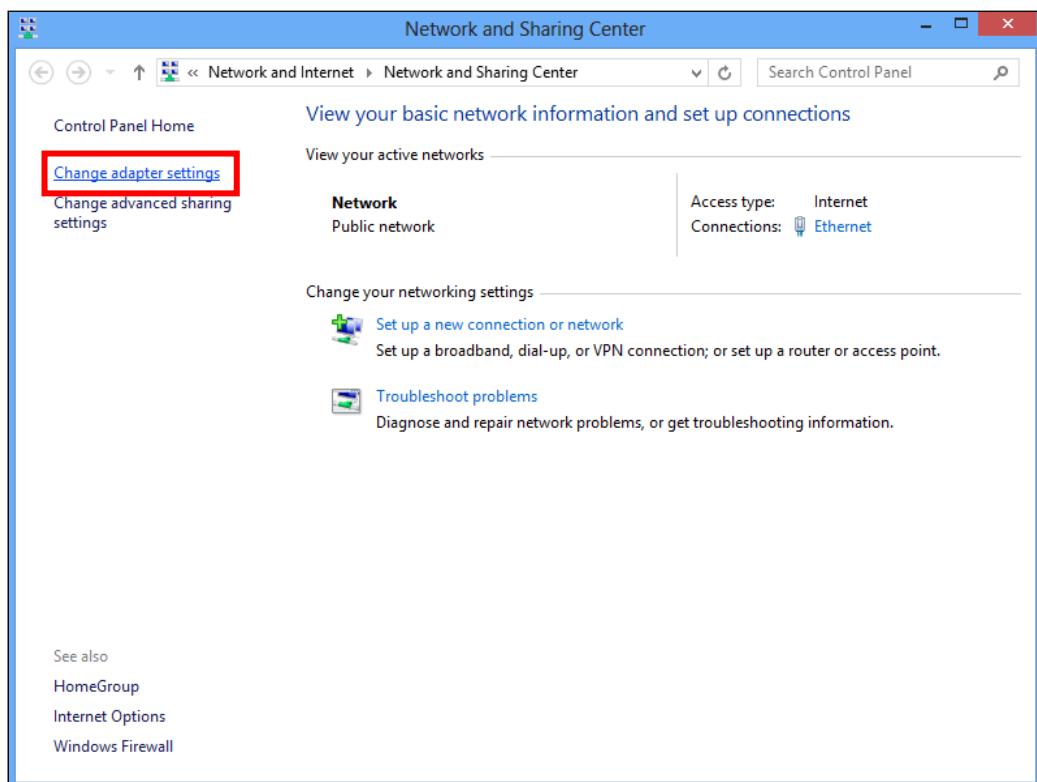 Network and Sharing Center
« Network and Internet Network and Sharing Center
Search Control Panel
Control Panel Home
Change adapter settings
Change advanced sharing
settings
View your basic network information and set up connections
View your active networks
Network
Public network
Access type: Internet
Connections: Ethernet
Change your networking settings
Set up a new connection or network
Set up a broadband, dial-up, or VPN connection; or set up a router or access point.
Troubleshoot problems
Diagnose and repair network problems, or get troubleshooting information.
See also
HomeGroup
Internet Options
Windows Firewall